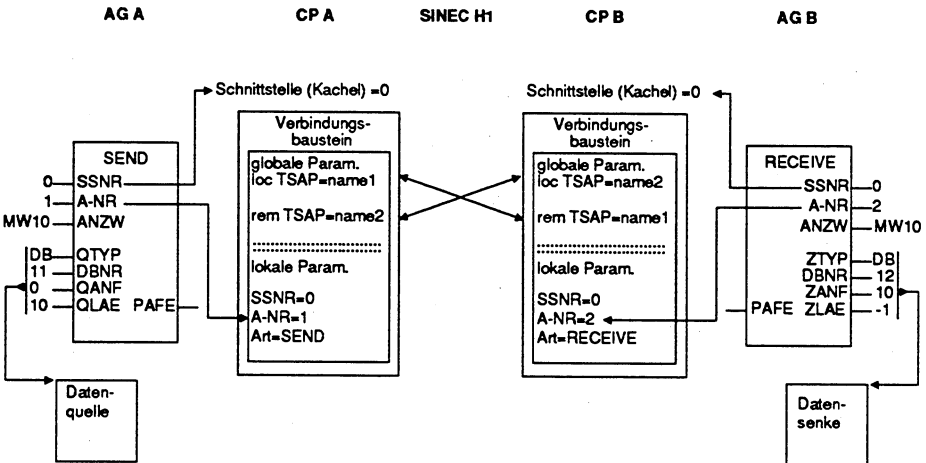 AG A
CP A
SINEC H1
CP B
AG B
Schnittstelle (Kachel) =0
Schnittstelle (Kachel) =0
SEND
0 SSNR
1 A-NR
MW10 ANZW
DB QTYP
11 DBNR
0 QANF
10 QLAE PAFE
Daten-
quelle
Verbindungs-
baustein
globale Param.
loc TSAP=name1
rem TSAP=name2
lokale Param.
SSNR=0
A-NR=1
Art=SEND
Verbindungs-
baustein
globale Param.
loc TSAP=name2
rem TSAP=name1
lokale Param.
SSNR=0
A-NR=2
Art=RECEIVE
RECEIVE
SSNR 0
A-NR 2
ANZW MW10
ZTYP DB
DBNR 12
ZANF 10
PAFE ZLAE -1
Daten-
senke